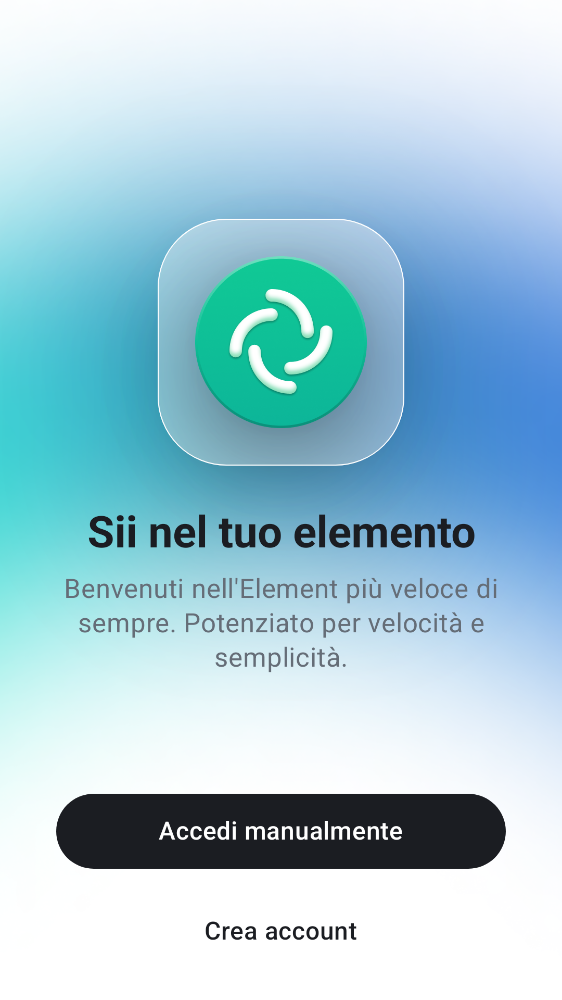 Sii nel tuo elemento
Benvenuti nell'Element più veloce di
sempre. Potenziato per velocità e
semplicità.
Accedi manualmente
Crea account